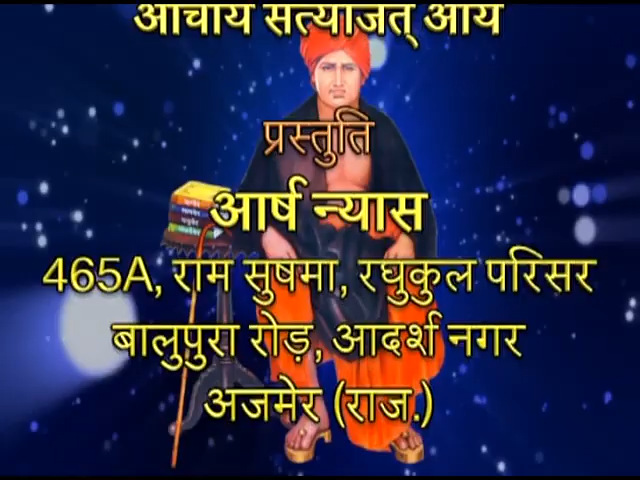 आचार्य सत्यजित् आर्य
प्रस्तुति
आर्ष न्यास
465A, राम सुषमा, रघुकुल परिसर
बालुपुरा रोड़, आदर्श नगर
अजमेर (राज.)